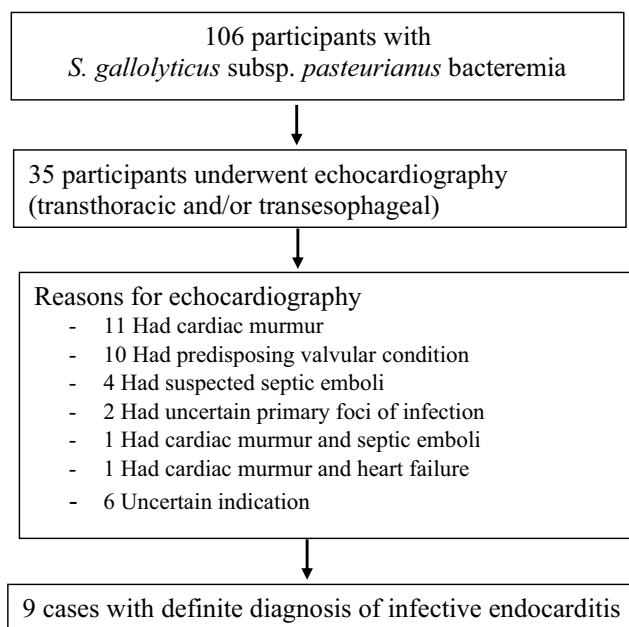 106 participants with
S. gallolyticus subsp. pasteurianus bacteremia
35 participants underwent echocardiography
(transthoracic and/or transesophageal)
Reasons for echocardiography
- 11 Had cardiac murmur
- 10 Had predisposing valvular condition
- 4 Had suspected septic emboli
- 2 Had uncertain primary foci of infection
- 1 Had cardiac murmur and septic emboli
- 1 Had cardiac murmur and heart failure
- 6 Uncertain indication
9 cases with definite diagnosis of infective endocarditis